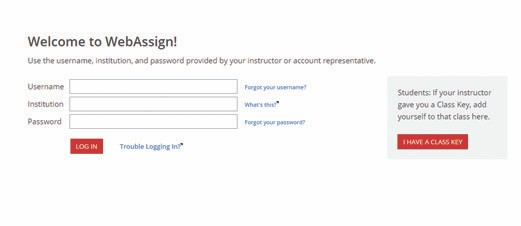 Welcome to WebAssign!
Use the username, institution, and password provided by your instructor or account representative.
Username
Forgot your username?
Institution
What's this?
Password
Forgot your password?
LOG IN
Trouble Logging In?
Students: If your instructor
gave you a Class Key, add
yourself to that class here.
I HAVE A CLASS KEY